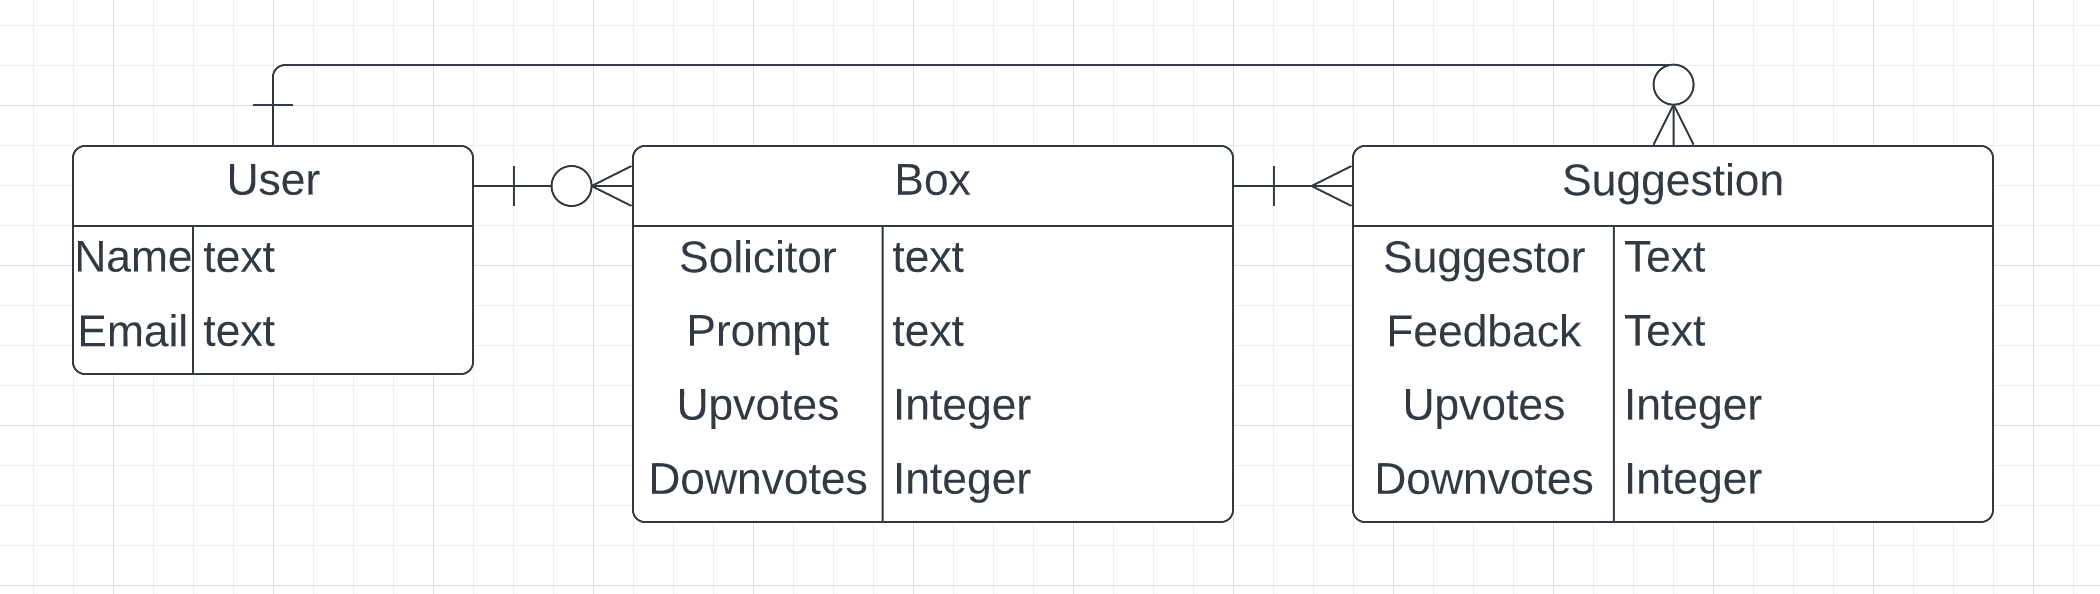 User
Name text
Email text
Box
Solicitor text
Prompt text
Upvotes Integer
Downvotes Integer
Suggestion
Suggestor Text
Feedback Text
Upvotes Integer
Downvotes Integer